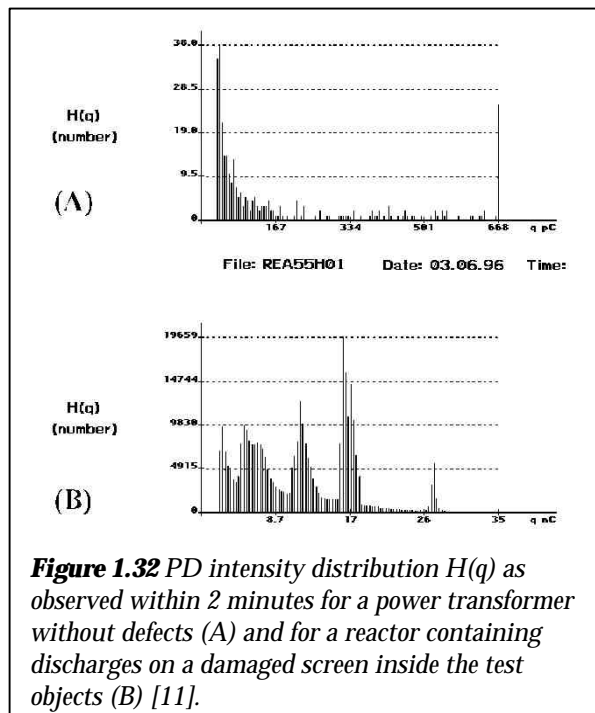 38.0
28.5
H(q)
19.0
(number)
9.5
(A)
0
167 334 501 668 q pC
File: REA55H01 Date: 03.06.96 Time:
19659
14744
H(q)
9830
(number)
4915
(B)
0
8.7 17 26 35 q pC
Figure 1.32 PD intensity distribution H(q) as
observed within 2 minutes for a power transformer
without defects (A) and for a reactor containing
discharges on a damaged screen inside the test
objects (B) [11].